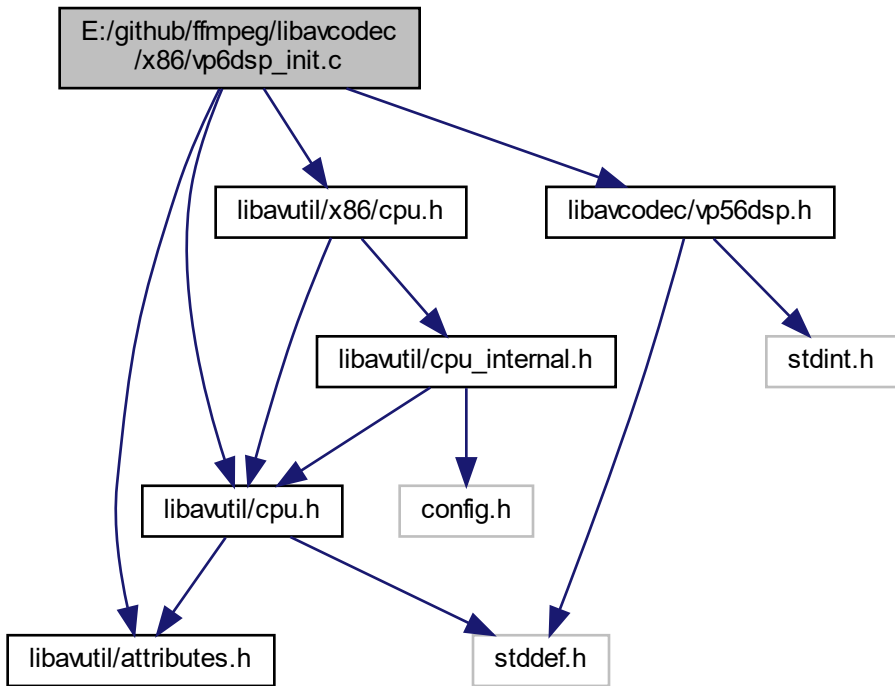 E:/github/ffmpeg/libavcodec
/x86/vp6dsp_init.c
libavutil/x86/cpu.h
libavcodec/vp56dsp.h
libavutil/cpu_internal.h
stdint.h
libavutil/cpu.h
config.h
libavutil/attributes.h
stddef.h